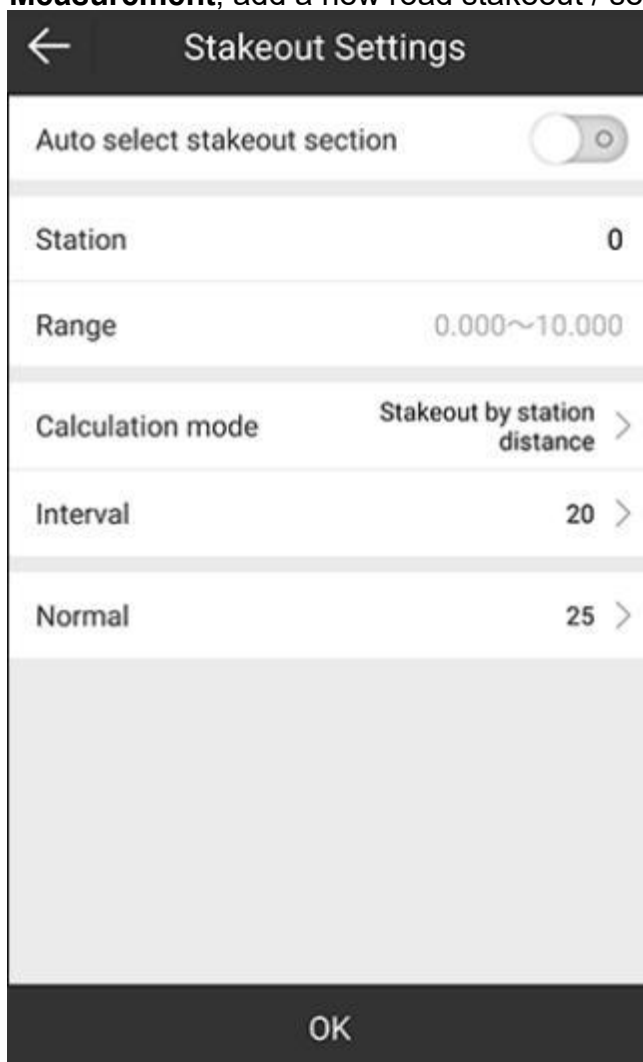 Measurement, add a new road stakeout / se
Stakeout Settings
Auto select stakeout section
Station 0
Range 0.000~10.000
Calculation mode Stakeout by station
distance
Interval 20
Normal 25
OK